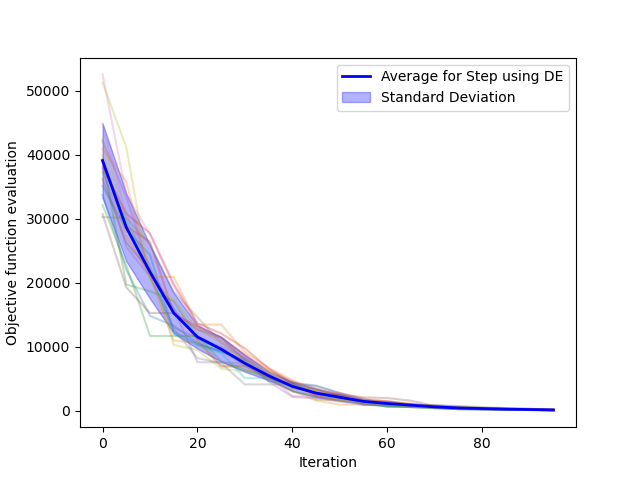 Average for Step using DE
Standard Deviation
50000
40000
30000
20000
10000
0
Objective function evaluation
0 20 40 60 80
Iteration